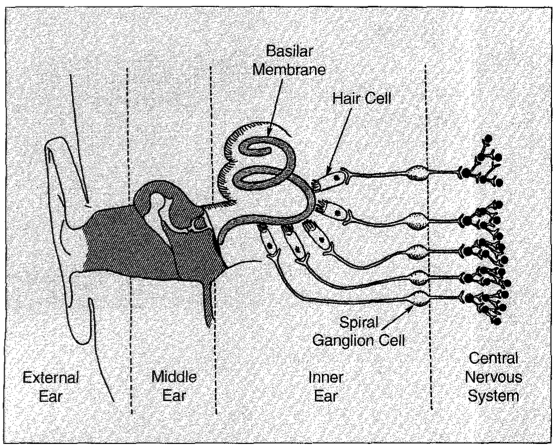 Basilar
Membrane
Hair Cell
Spiral
Ganglion Cell
External
Ear
Middle
Ear
Inner
Ear
Central
Nervous
System